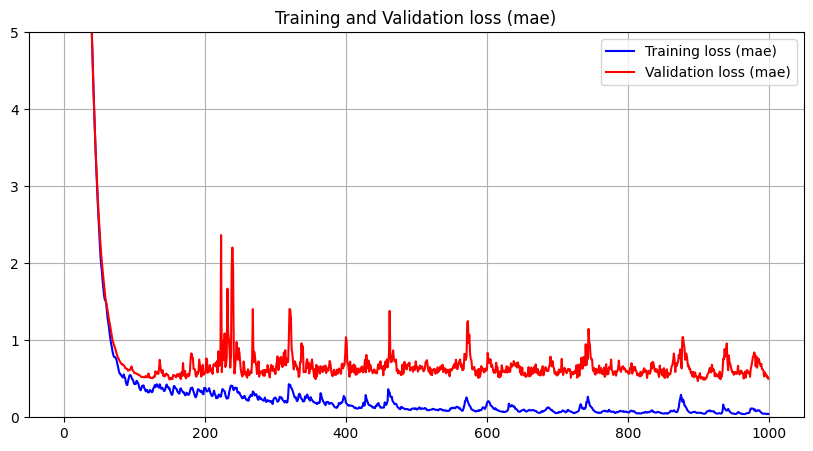 Training and Validation loss (mae)
Training loss (mae)
Validation loss (mae)
5
4
3
2
1
0
0 200 400 600 800 1000